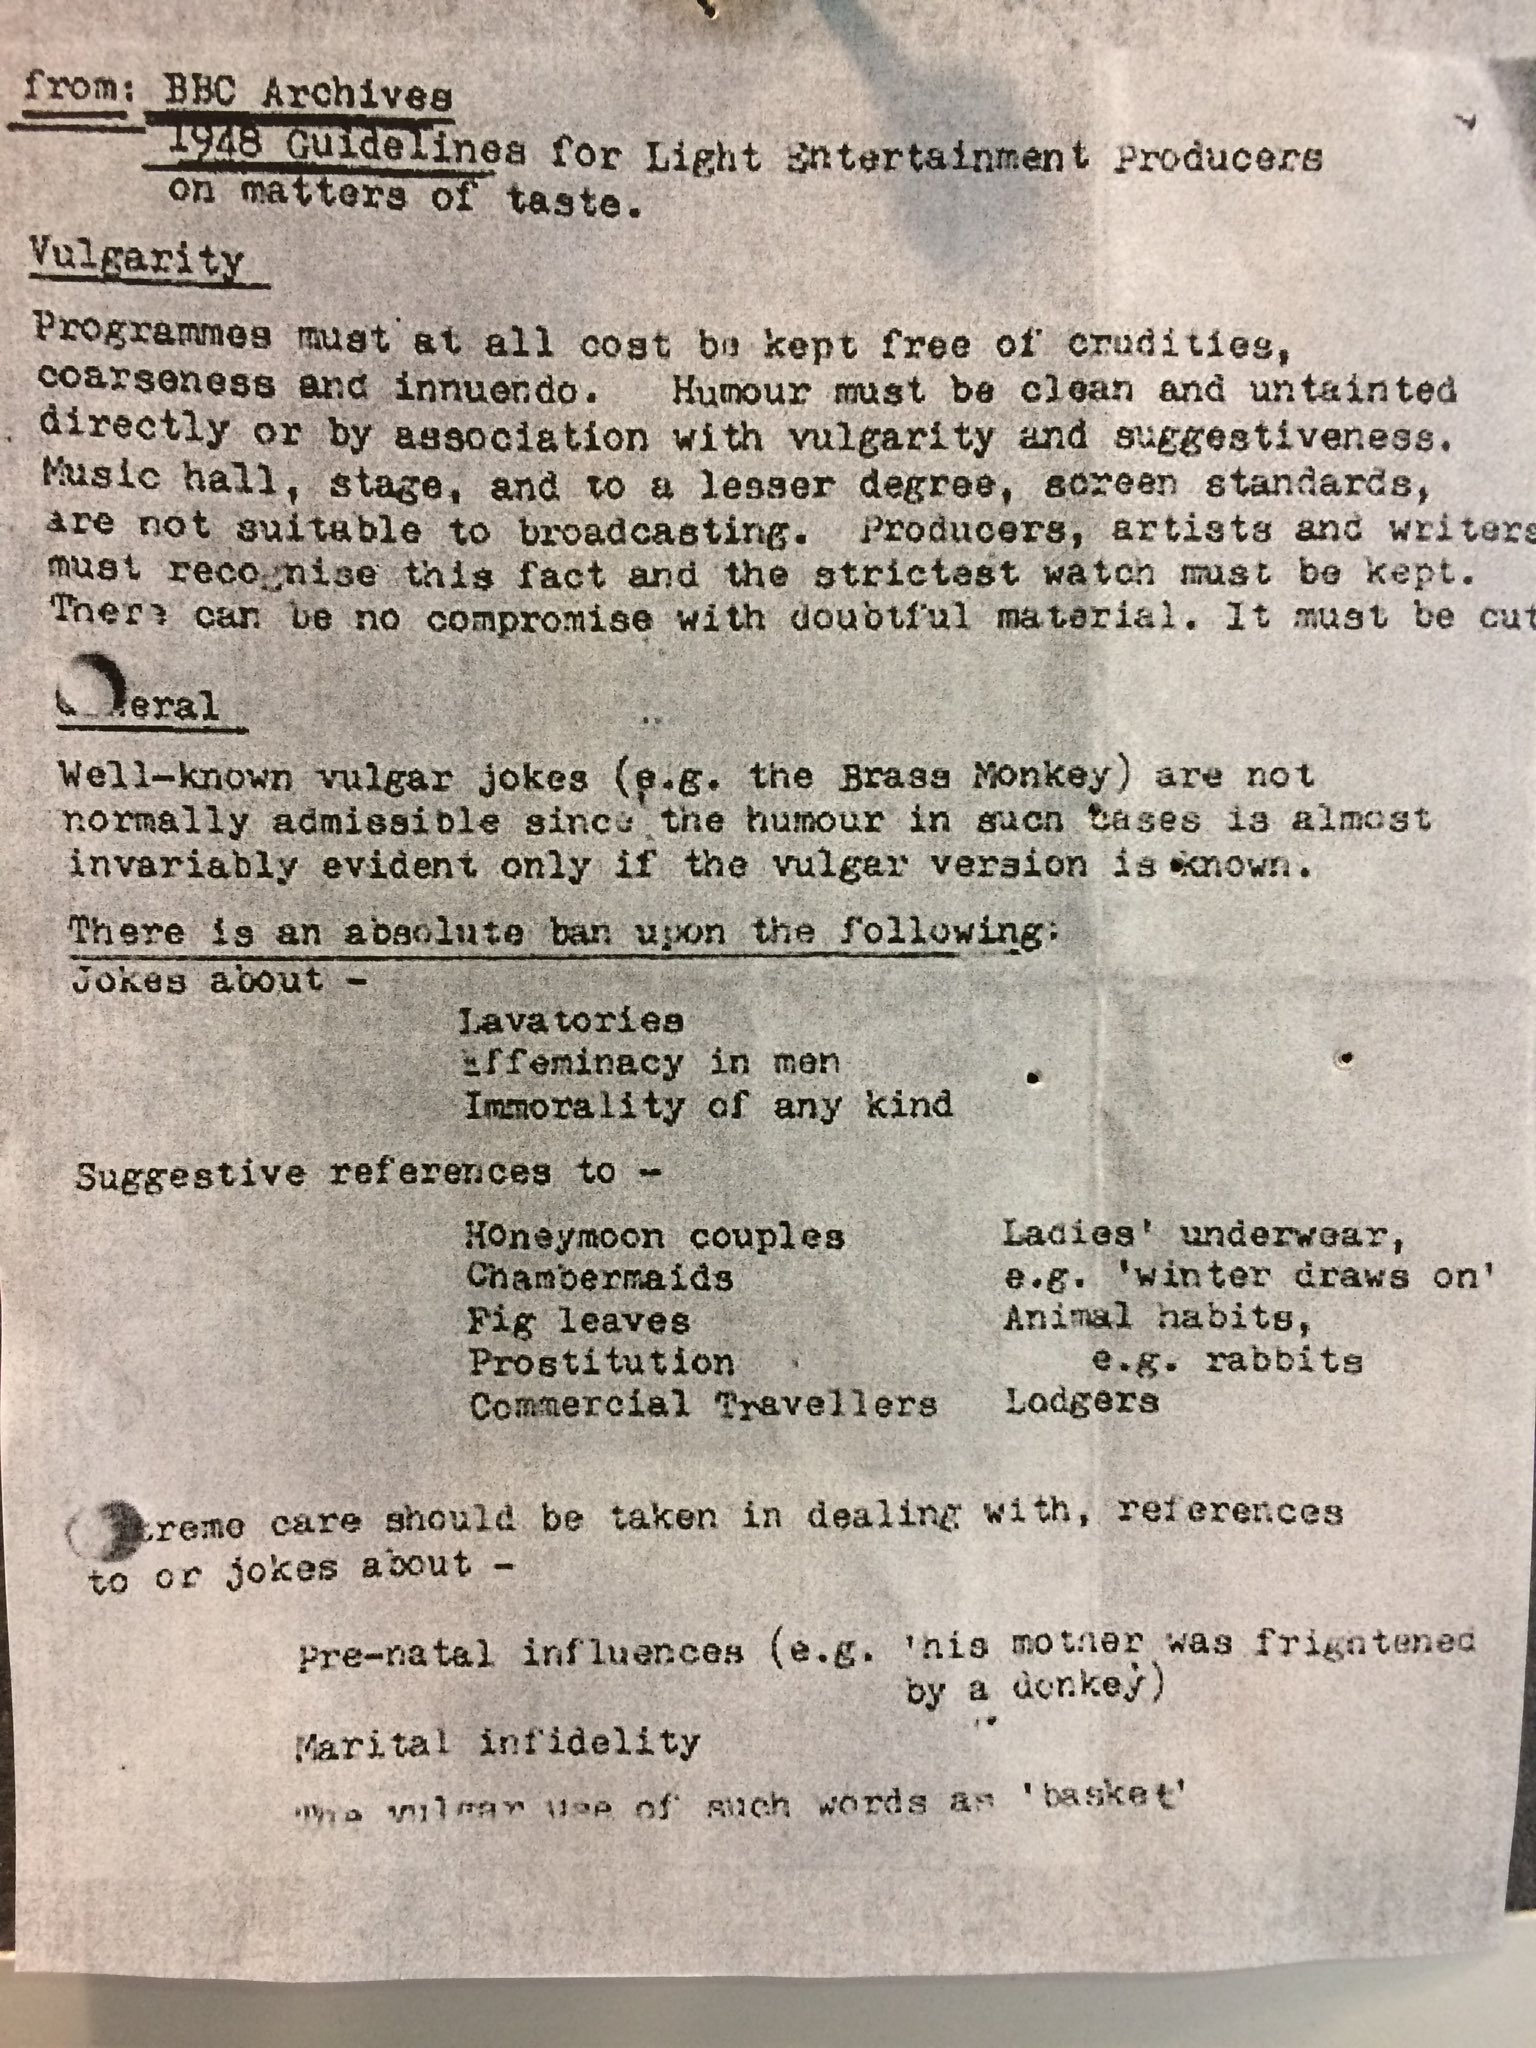 from: BBC Archives
1948 Guidelines for Light Entertainment Producers
on matters of taste.
Vulgarity
Programmes must at all cost be kept free of crudities,
coarseness and innuendo. Humour must be clean and untainted
directly or by association with vulgarity and suggestiveness.
Music hall, stage, and to a lesser degree, screen standards,
are not suitable to broadcasting. Producers, artists and writers
must recognise this fact and the strictest watch must be kept.
There can be no compromise with doubtful material. It must be cut
eral
Well-known vulgar jokes (e.g. the Brass Monkey) are not
normally admissible since the humour in such cases is almost
invariably evident only if the vulgar version is known.
There is an absolute ban upon the following:
Jokes about -
Lavatories
Effeminacy in men
Immorality of any kind
Suggestive references to -
Honeymoon couples Ladies' underwear,
Chambermaids e.g. 'winter draws on'
Fig leaves Animal habits,
Prostitution e.g. rabbits
Commercial Travellers Lodgers
treme care should be taken in dealing with, references
to or jokes about -
Pre-natal influences (e.g. 'his mother was frightened
by a donkey')
Marital infidelity
The vulgar use of such words as 'basket'